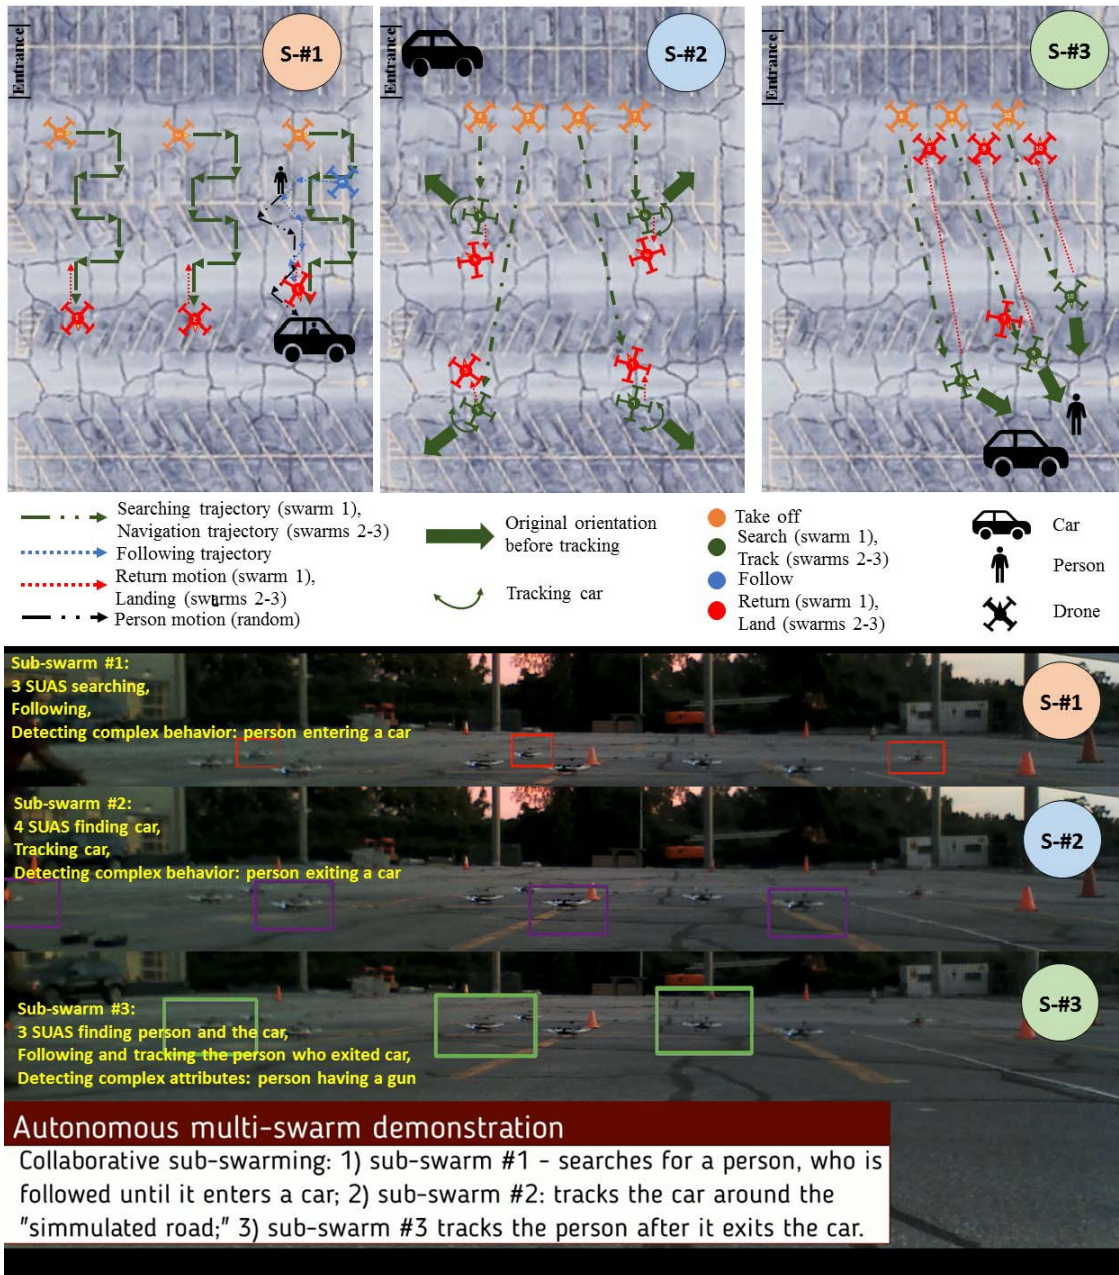 Entrance
S-#1
Entrance
S-#2
Entrance
S-#3
8
9
10
8
9
10
10
Searching trajectory (swarm 1),
Navigation trajectory (swarms 2-3)
Following trajectory
Return motion (swarm 1),
Landing (swarms 2-3)
Person motion (random)
Original orientation
before tracking
Tracking car
Take off
Search (swarm 1),
Track (swarms 2-3)
Follow
Return (swarm 1),
Land (swarms 2-3)
Car
Person
Drone
Sub-swarm #1:
3 SUAS searching,
Following,
Detecting complex behavior: person entering a car
S-#1
Sub-swarm #2:
4 SUAS finding car,
Tracking car,
Detecting complex behavior: person exiting a car
S-#2
Sub-swarm #3:
3 SUAS finding person and the car,
Following and tracking the person who exited car,
Detecting complex attributes: person having a gun
S-#3
Autonomous multi-swarm demonstration
Collaborative sub-swarming: 1) sub-swarm #1 - searches for a person, who is
followed until it enters a car; 2) sub-swarm #2: tracks the car around the
"simmulated road;" 3) sub-swarm #3 tracks the person after it exits the car.